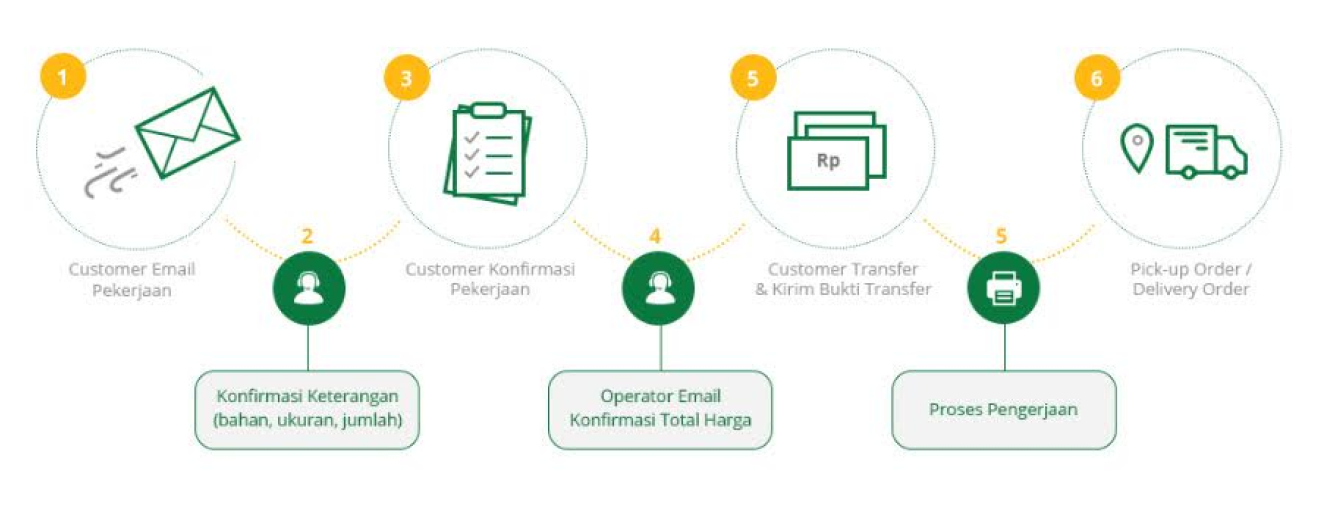 1
Customer Email
Pekerjaan
2
Konfirmasi Keterangan
(bahan, ukuran, jumlah)
3
Customer Konfirmasi
Pekerjaan
4
Operator Email
Konfirmasi Total Harga
5
Rp
Customer Transfer
& Kirim Bukti Transfer
5
Proses Pengerjaan
6
Pick-up Order /
Delivery Order